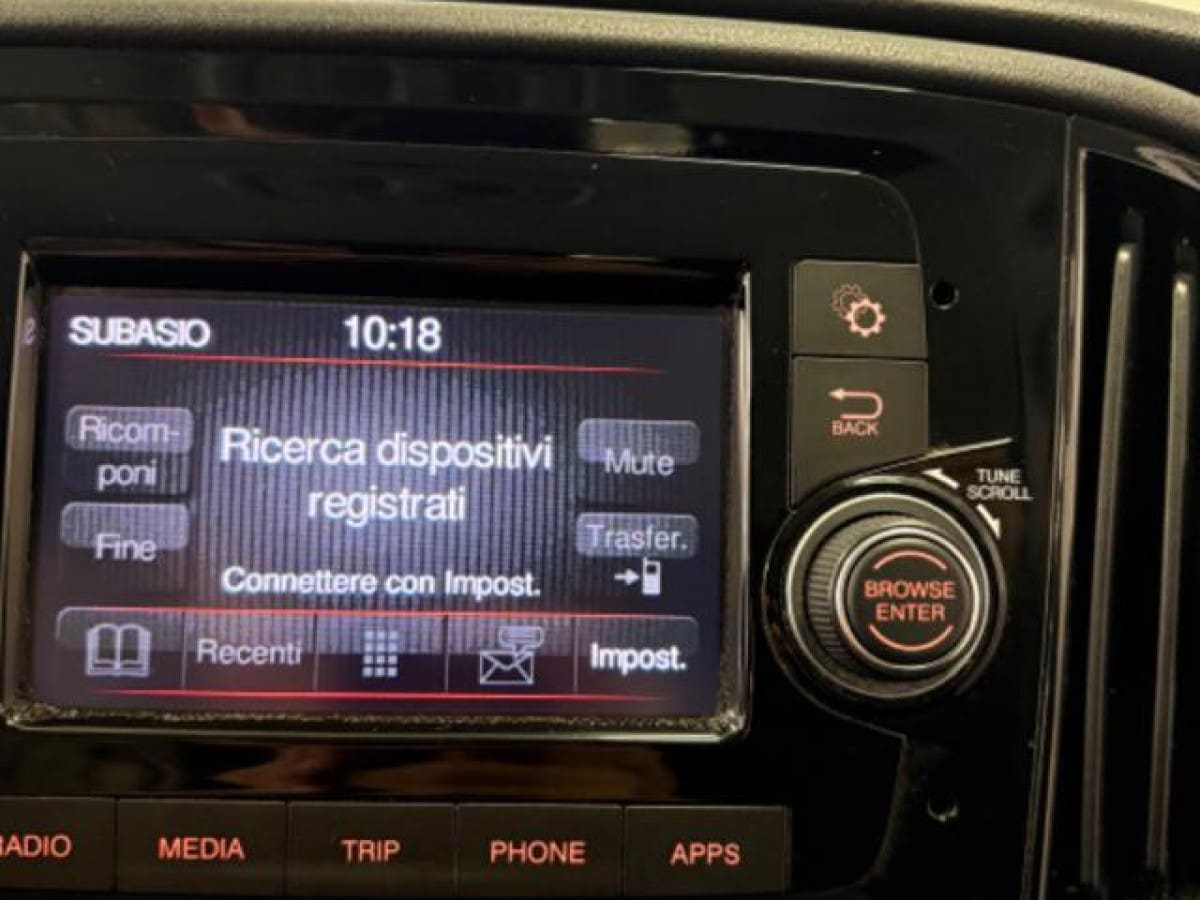 SUBASIO 10:18
Ricom-
poni
Fine
Ricerca dispositivi
registrati
Connettere con Impost.
Mute
Trasfer.
Recenti
Impost.
BACK
TUNE
SCROLL
BROWSE
ENTER
RADIO MEDIA TRIP PHONE APPS